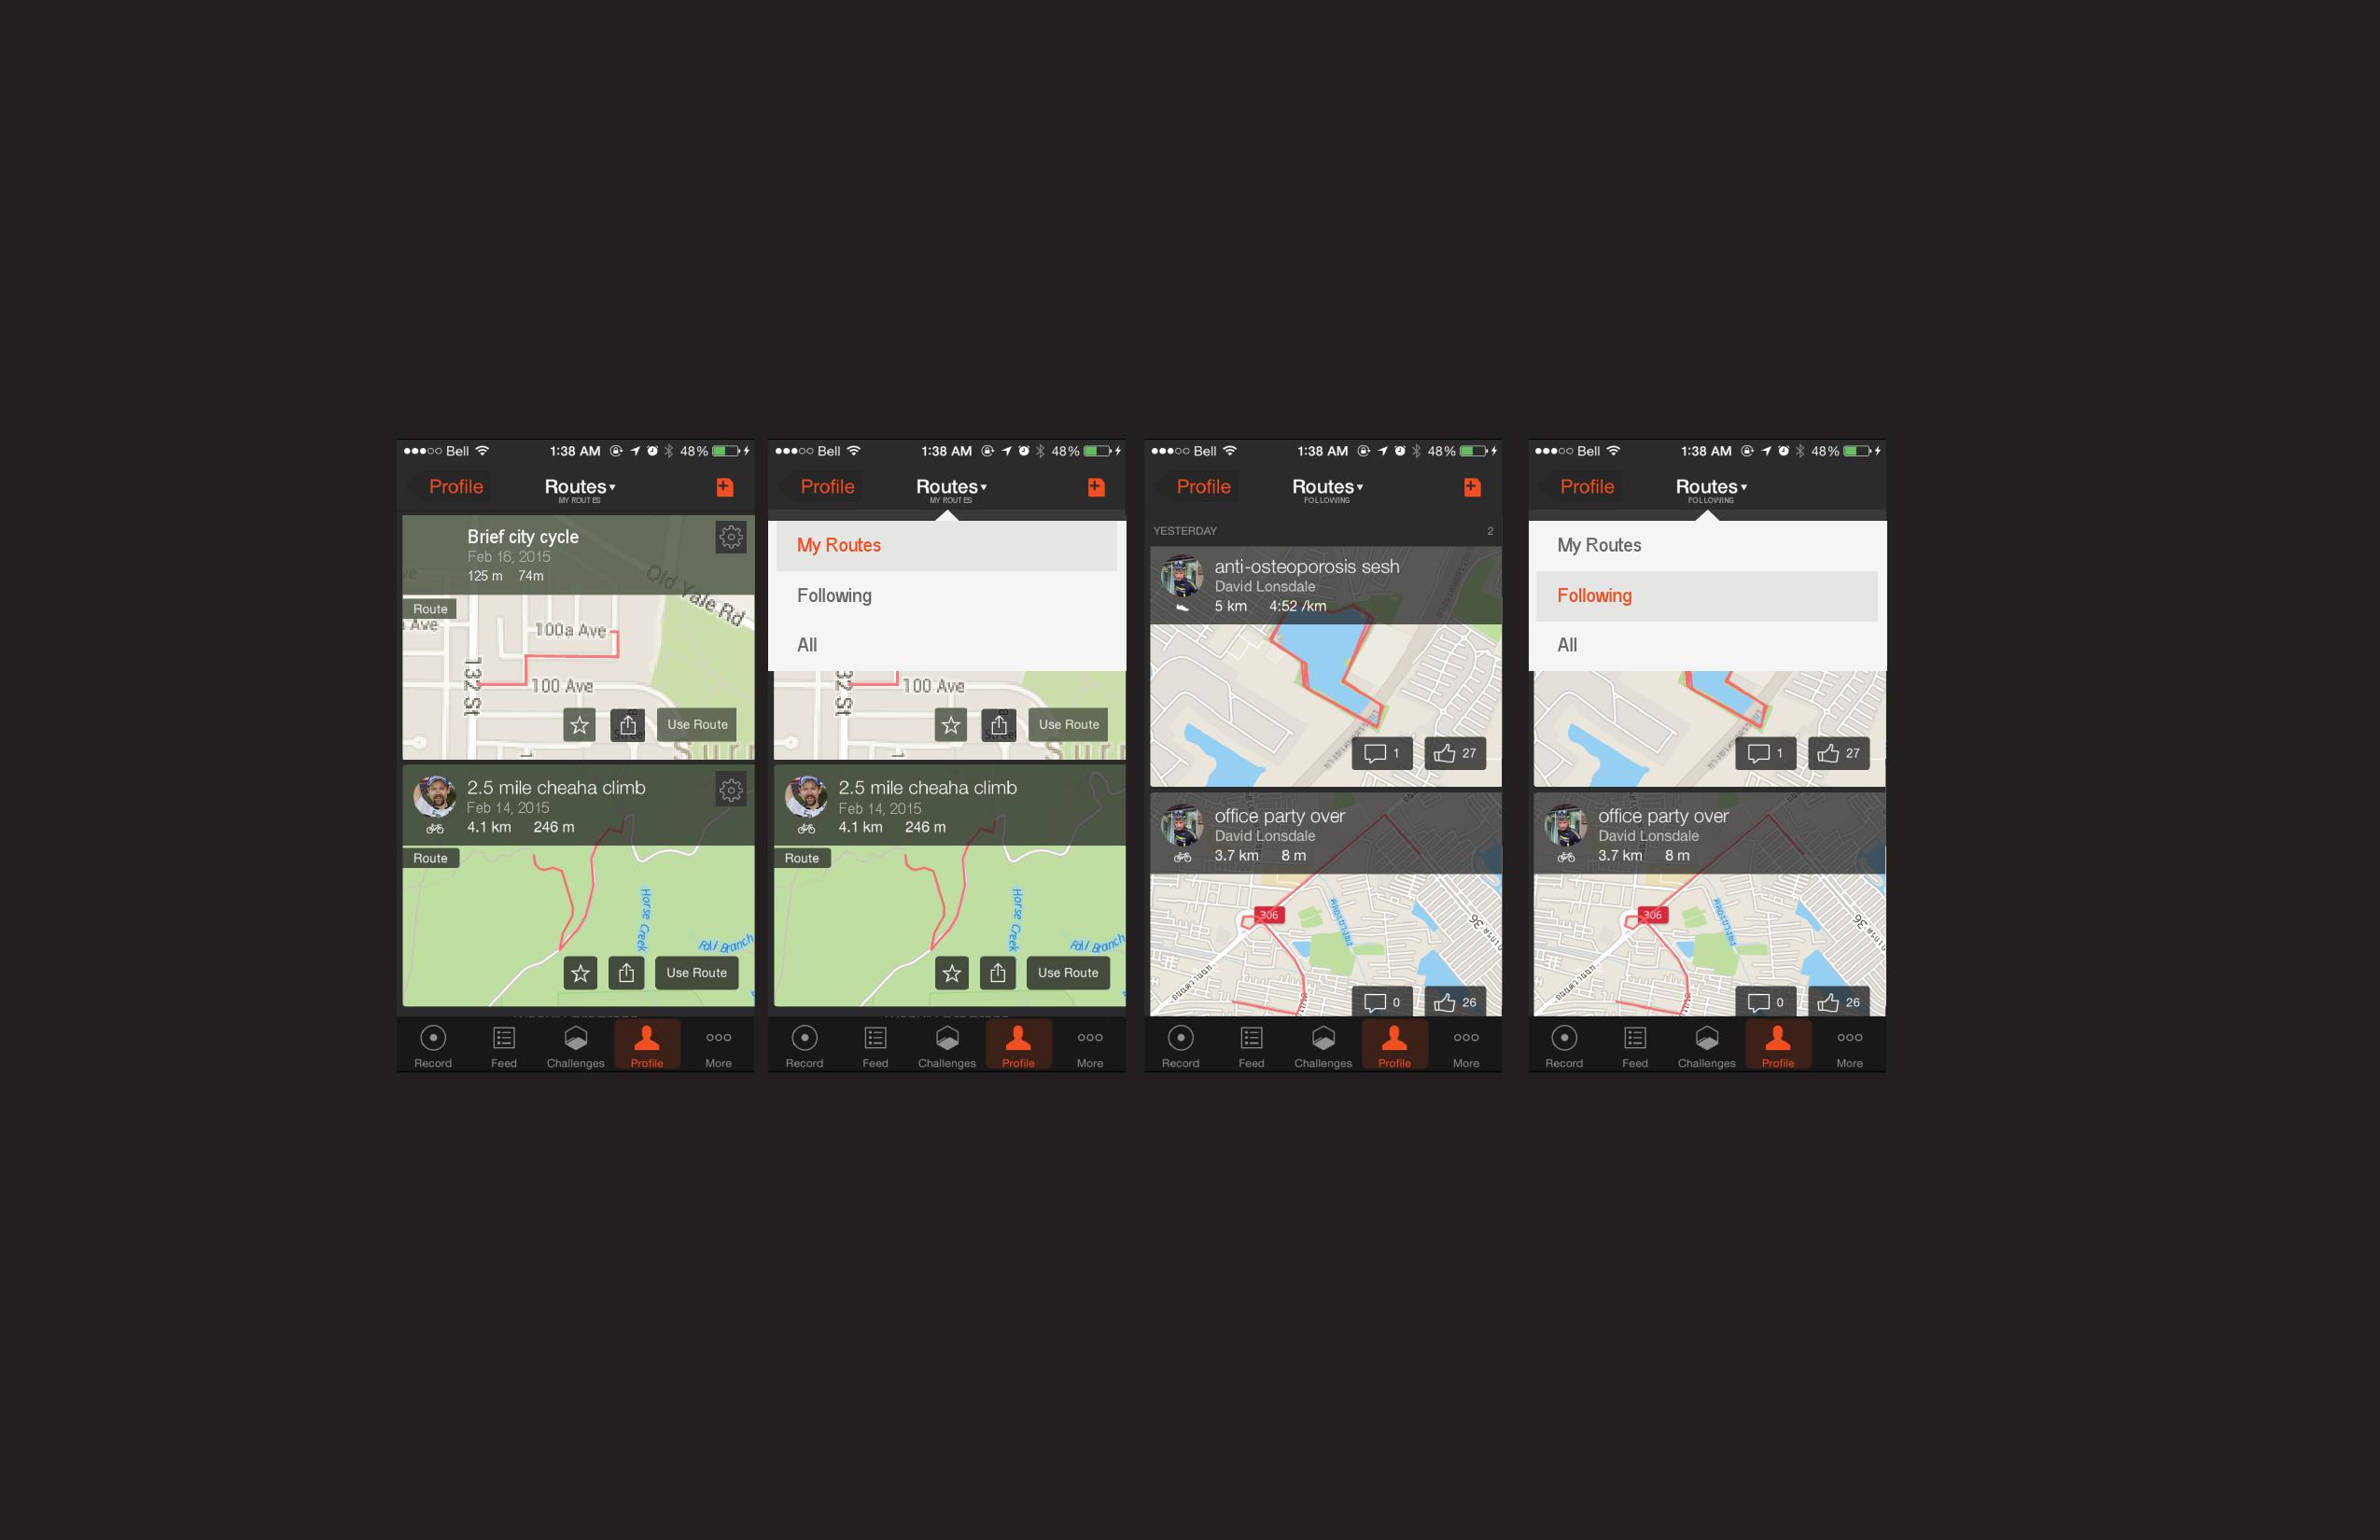 Bell 1:38 AM 48%
Profile Routes
MY ROUTES
Brief city cycle
Feb 16, 2015
125 m 74m
Old Yale Rd
Route
Ave
100a Ave
132 St
100 Ave
Use Route
Surr
2.5 mile cheaha climb
Feb 14, 2015
4.1 km 246 m
Route
Horse Creek
Foll Branch
Use Route
Record Feed Challenges Profile More
Bell 1:38 AM 48%
Profile Routes
MY ROUTES
My Routes
Following
All
32 St
100 Ave
Use Route
Surr
2.5 mile cheaha climb
Feb 14, 2015
4.1 km 246 m
Route
Horse Creek
Foll Branch
Use Route
Record Feed Challenges Profile More
Bell 1:38 AM 48%
Profile Routes
FOLLOWING
YESTERDAY 2
anti-osteoporosis sesh
David Lonsdale
5 km 4:52 /km
1 27
office party over
David Lonsdale
3.7 km 8 m
306
36
0 26
Record Feed Challenges Profile More
Bell 1:38 AM 48%
Profile Routes
FOLLOWING
My Routes
Following
All
1 27
office party over
David Lonsdale
3.7 km 8 m
306
36
0 26
Record Feed Challenges Profile More